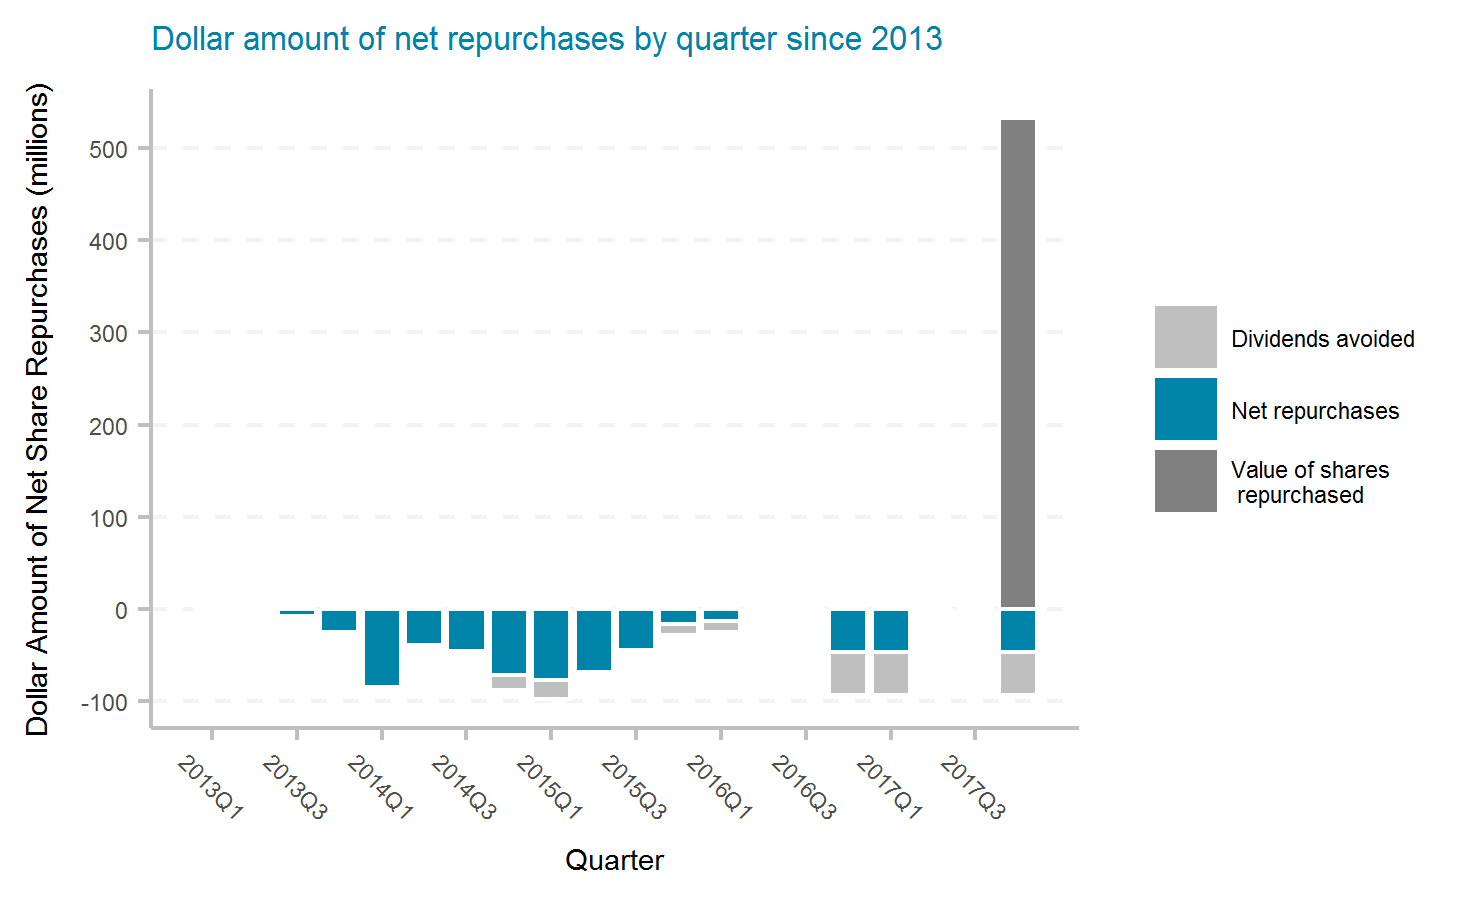 Dollar amount of net repurchases by quarter since 2013
Dollar Amount of Net Share Repurchases (millions)
500
400
300
200
100
0
-100
2013Q1
2013Q3
2014Q1
2014Q3
2015Q1
2015Q3
2016Q1
2016Q3
2017Q1
2017Q3
Quarter
Dividends avoided
Net repurchases
Value of shares
repurchased